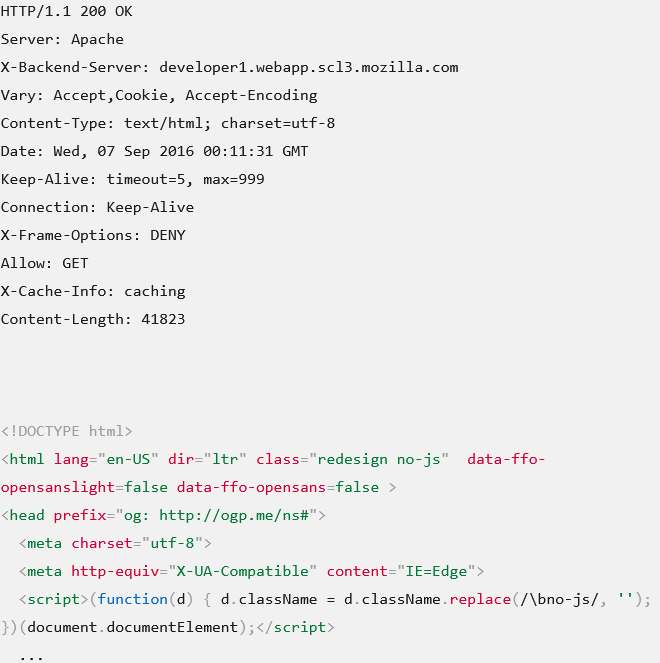 HTTP/1.1 200 OK
Server: Apache
X-Backend-Server: developer1.webapp.scl3.mozilla.com
Vary: Accept,Cookie, Accept-Encoding
Content-Type: text/html; charset=utf-8
Date: Wed, 07 Sep 2016 00:11:31 GMT
Keep-Alive: timeout=5, max=999
Connection: Keep-Alive
X-Frame-Options: DENY
Allow: GET
X-Cache-Info: caching
Content-Length: 41823
<!DOCTYPE html>
<html lang="en-US" dir="ltr" class="redesign no-js"  data-ffo-
opensanslight=false data-ffo-opensans=false >
<head prefix="og: http://ogp.me/ns#">
  <meta charset="utf-8">
  <meta http-equiv="X-UA-Compatible" content="IE=Edge">
  <script>(function(d) { d.className = d.className.replace(/\bno-js/, '');
})(document.documentElement);</script>
  ...